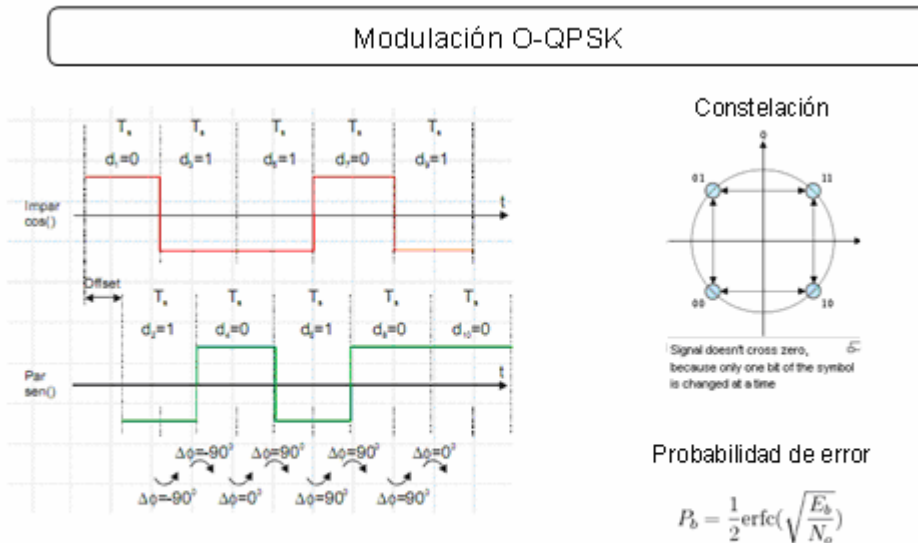 Modulación O-QPSK
Tₛ Tₛ Tₛ Tₛ Tₛ
d₁=0 d₃=1 d₅=1 d₇=0 d₉=1
Impar
cos()
t
Offset
Tₛ Tₛ Tₛ Tₛ Tₛ
d₂=1 d₄=0 d₆=1 d₈=0 d₁₀=0
Par
sen()
t
Δϕ=-90° Δϕ=90° Δϕ=90° Δϕ=0°
Δϕ=-90° Δϕ=0° Δϕ=90° Δϕ=90°
Constelación
Q
01 11
00 10
Signal doesn't cross zero,
because only one bit of the symbol
is changed at a time
Probabilidad de error
P_b = 1/2 erfc(√(E_b/N_o))